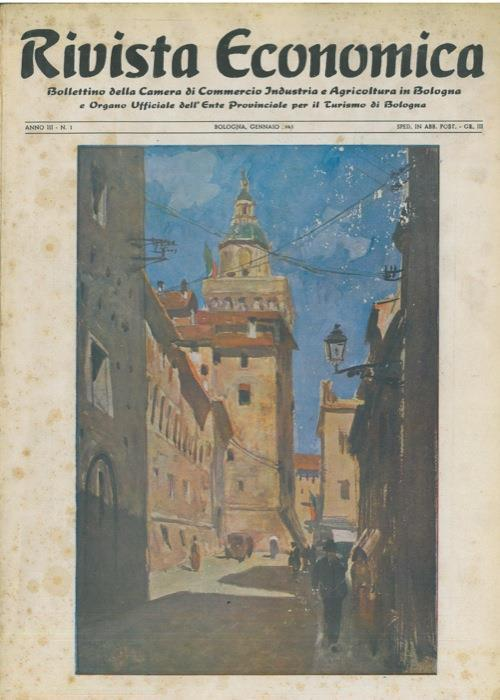 Rivista Economica
Bollettino della Camera di Commercio Industria e Agricoltura in Bologna
e Organo Ufficiale dell'Ente Provinciale per il Turismo di Bologna
ANNO III - N. 1 BOLOGNA, GENNAIO SPED. IN ABB. POST. - GR. III